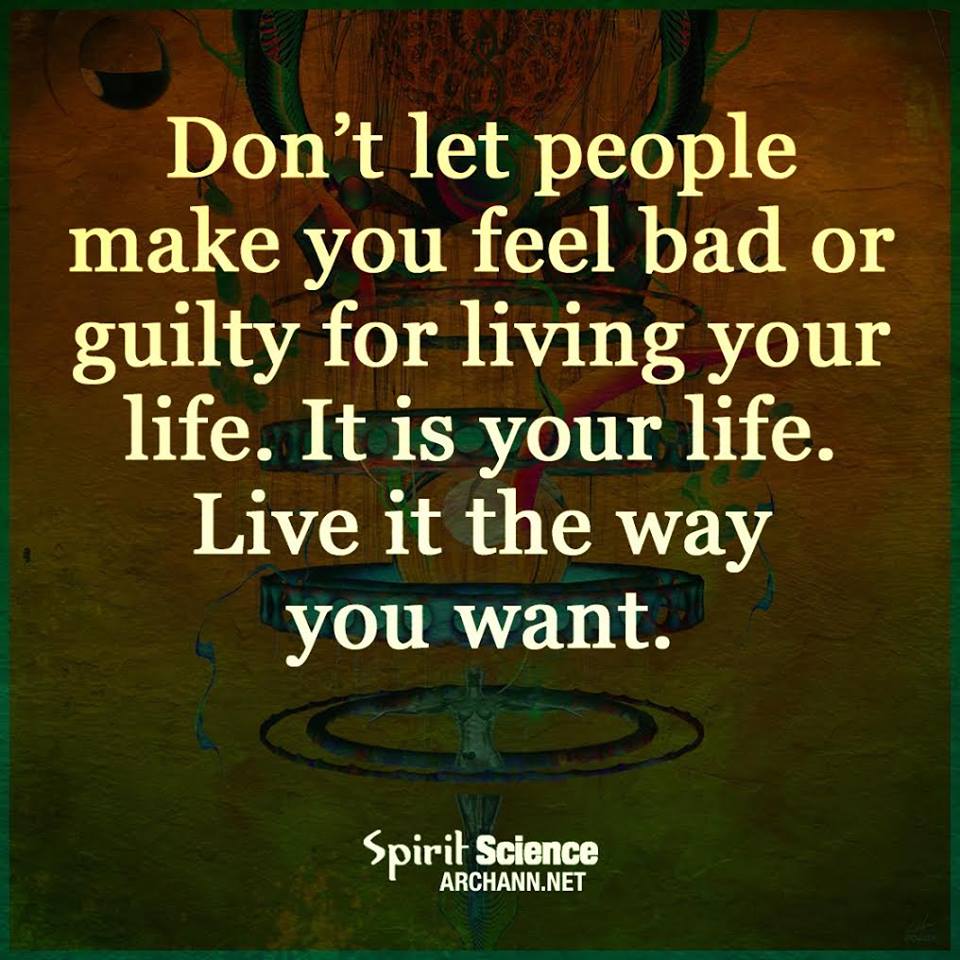 Don’t let people
make you feel bad or
guilty for living your
life. It is your life.
Live it the way
you want.
Spirit Science
ARCHANN.NET